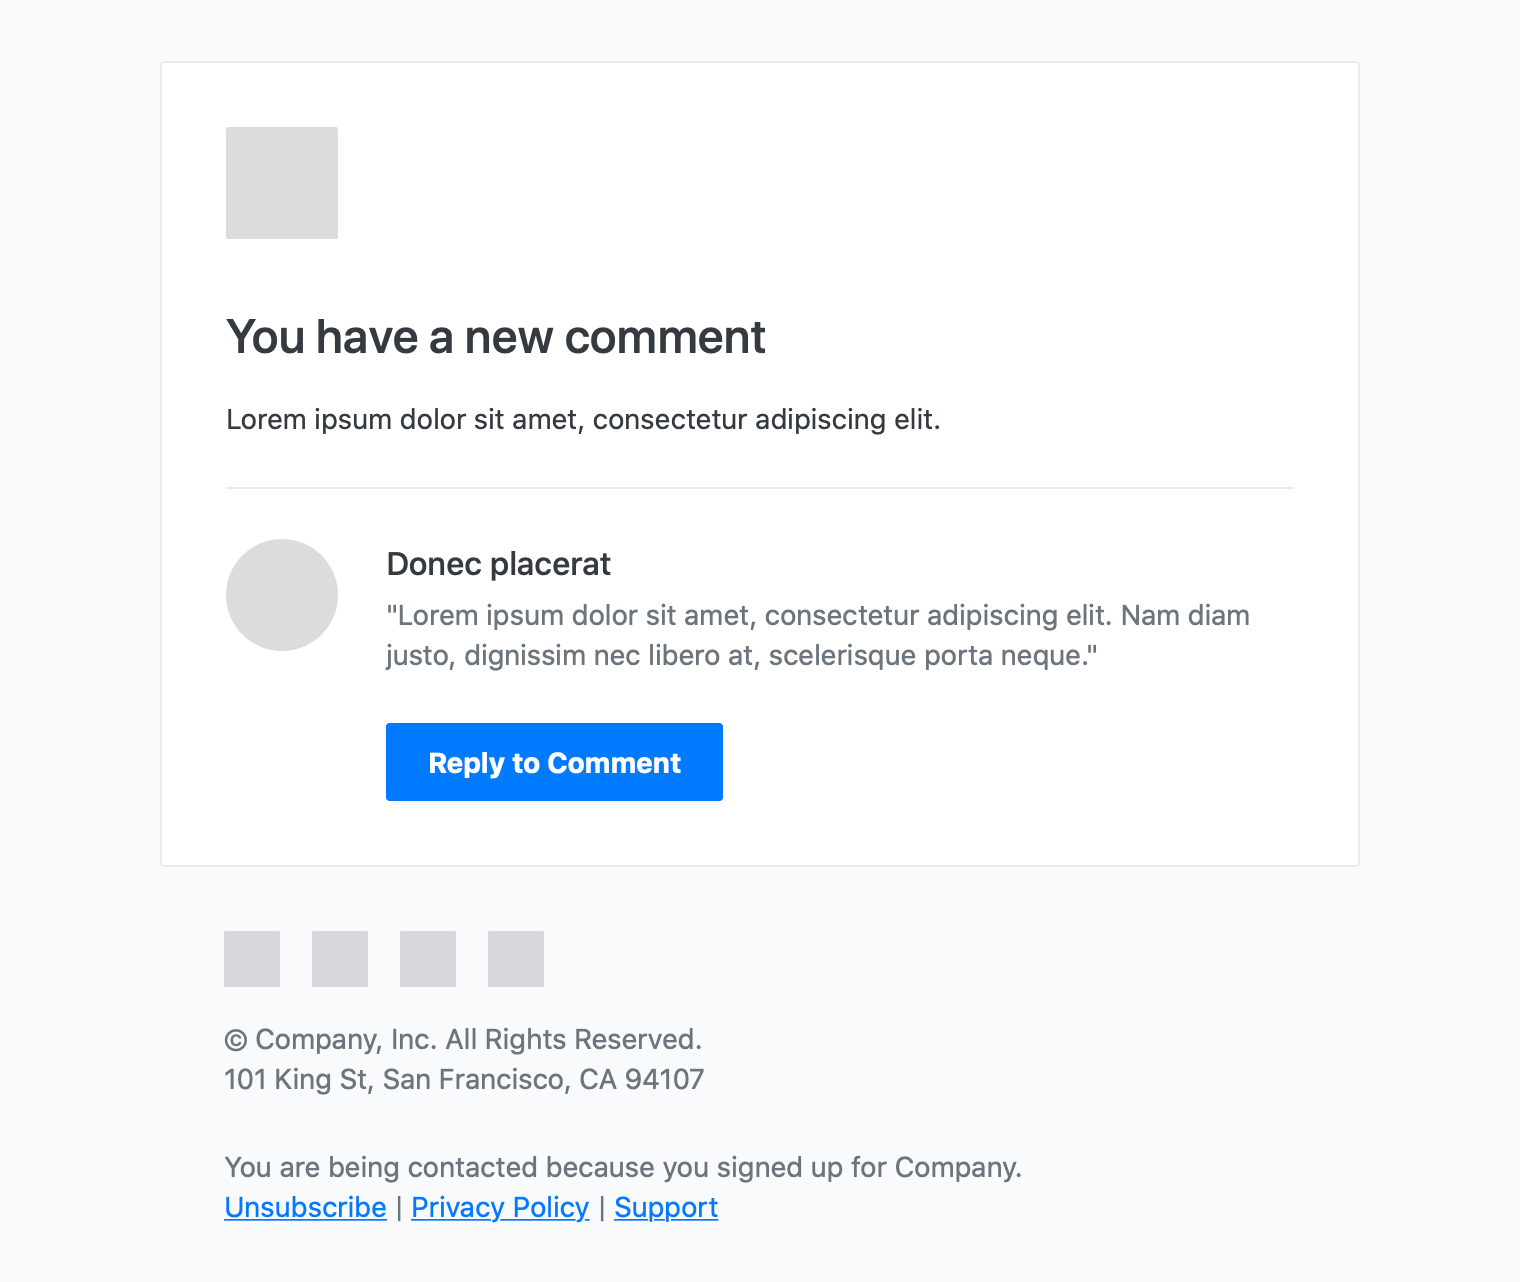 You have a new comment
Lorem ipsum dolor sit amet, consectetur adipiscing elit.
Donec placerat
"Lorem ipsum dolor sit amet, consectetur adipiscing elit. Nam diam
justo, dignissim nec libero at, scelerisque porta neque."
Reply to Comment
© Company, Inc. All Rights Reserved.
101 King St, San Francisco, CA 94107
You are being contacted because you signed up for Company.
Unsubscribe | Privacy Policy | Support